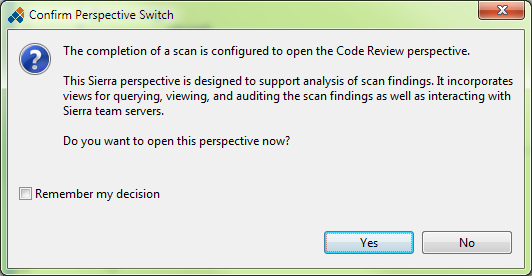 Confirm Perspective Switch
The completion of a scan is configured to open the Code Review perspective.
This Sierra perspective is designed to support analysis of scan findings. It incorporates
views for querying, viewing, and auditing the scan findings as well as interacting with
Sierra team servers.
Do you want to open this perspective now?
Remember my decision
Yes
No